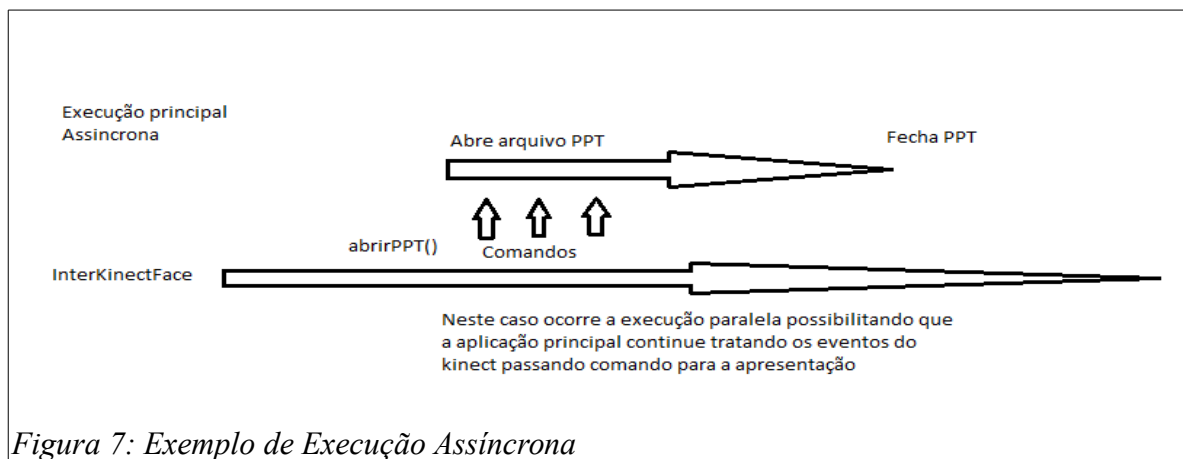 Execução principal
Assincrona
Abre arquivo PPT
Fecha PPT
abrirPPT()
Comandos
InterKinectFace
Neste caso ocorre a execução paralela possibilitando que
a aplicação principal continue tratando os eventos do
kinect passando comando para a apresentação
Figura 7: Exemplo de Execução Assíncrona